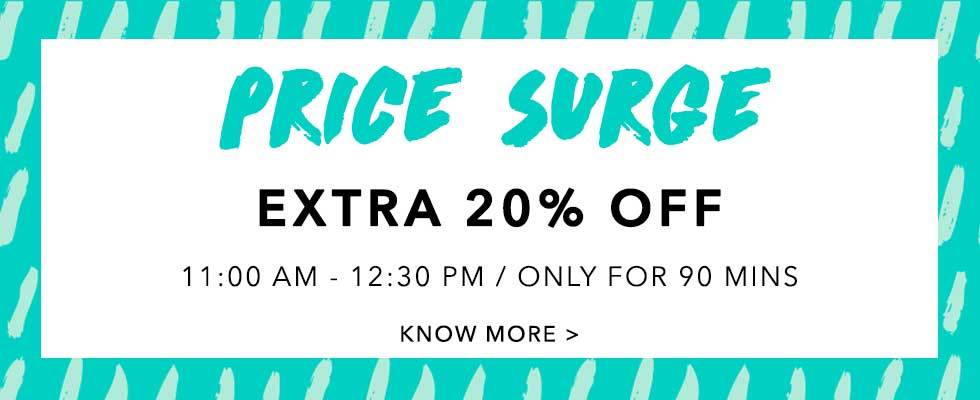 PRICE SURGE
EXTRA 20% OFF
11:00 AM - 12:30 PM / ONLY FOR 90 MINS
KNOW MORE >